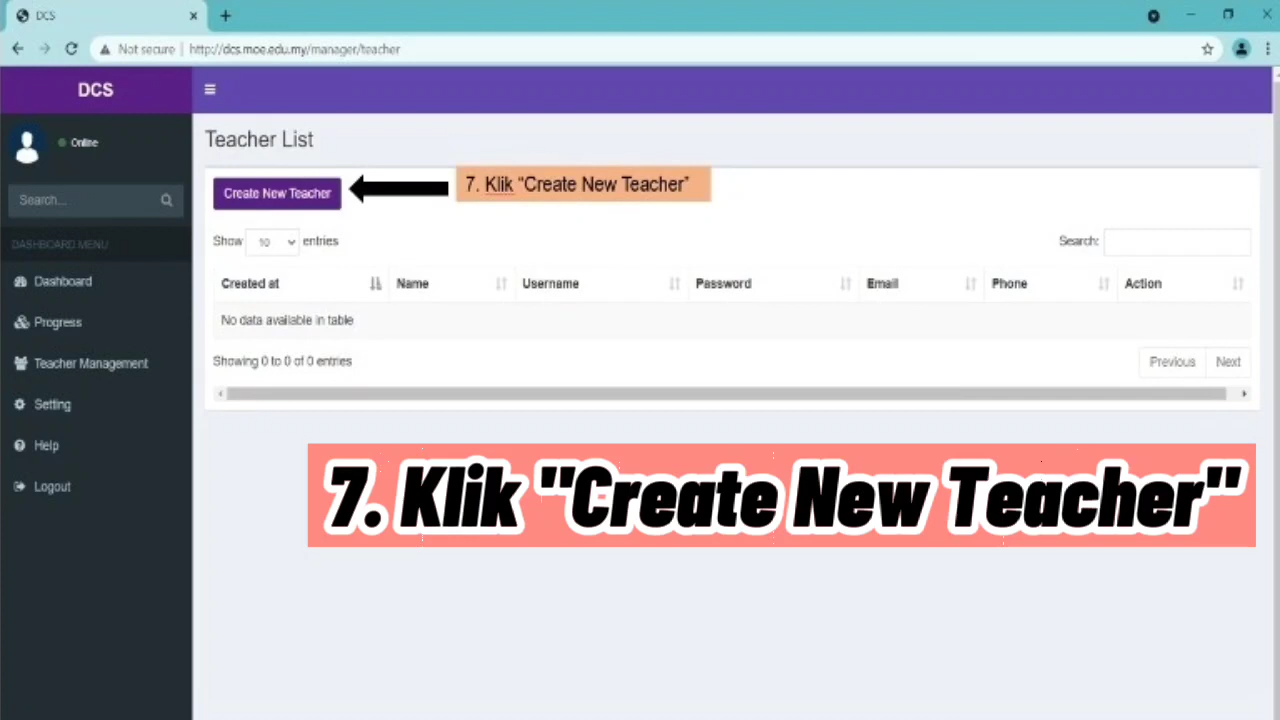 DCS
Not secure | http://dcs.moe.edu.my/manager/teacher
DCS
Online
Search...
DASHBOARD MENU
Dashboard
Progress
Teacher Management
Setting
Help
Logout
Teacher List
Create New Teacher
7. Klik “Create New Teacher”
Show 10 entries
Search:
Created at Name Username Password Email Phone Action
No data available in table
Showing 0 to 0 of 0 entries
Previous Next
7. Klik "Create New Teacher"